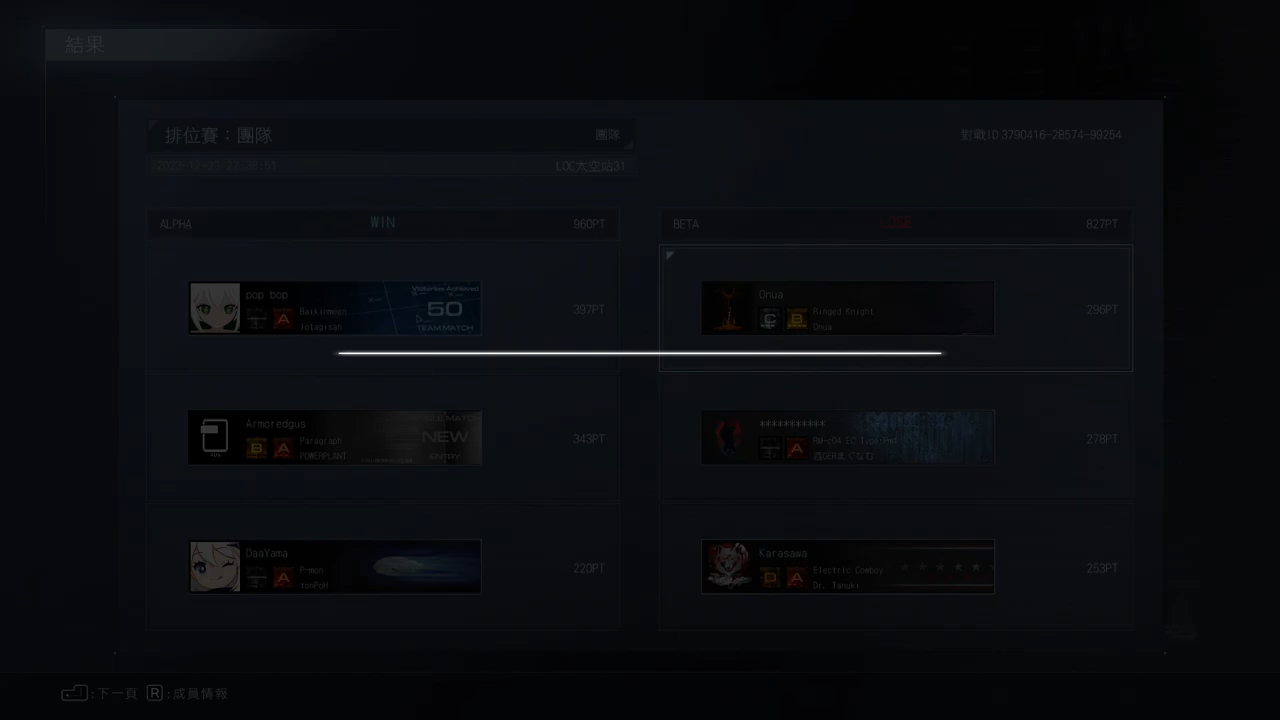 結果
排位賽：團隊
團隊
對戰ID 3790416-28574-99254
LOC太空站31
ALPHA
WIN
960PT
BETA
LOSE
827PT
pop bop
A
Baikinmoon
Iotagisah
Victories Achieved
50
TEAM MATCH
397PT
Onua
C
B
Ringed Knight
Onua
296PT
Armoredgus
B
A
Paragraph
POWERPLANT
NEW
ENTRY
343PT
***********
A
278PT
DaaYama
A
P-mon
tonPoH
220PT
Karasawa
D
A
Electric Cowboy
Dr. Tanuki
253PT
:下一頁 R:成員情報